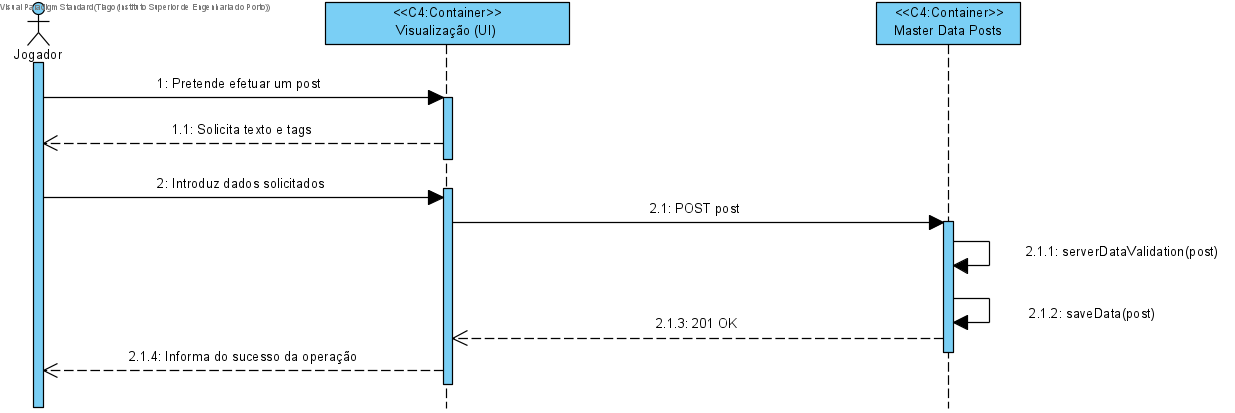 Visual Paradigm Standard(Tiago(Instituto Superior de Engenharia do Porto))
<<C4:Container>>
Visualização (UI)
<<C4:Container>>
Master Data Posts
Jogador
1: Pretende efetuar um post
1.1: Solicita texto e tags
2: Introduz dados solicitados
2.1: POST post
2.1.1: serverDataValidation(post)
2.1.2: saveData(post)
2.1.3: 201 OK
2.1.4: Informa do sucesso da operação